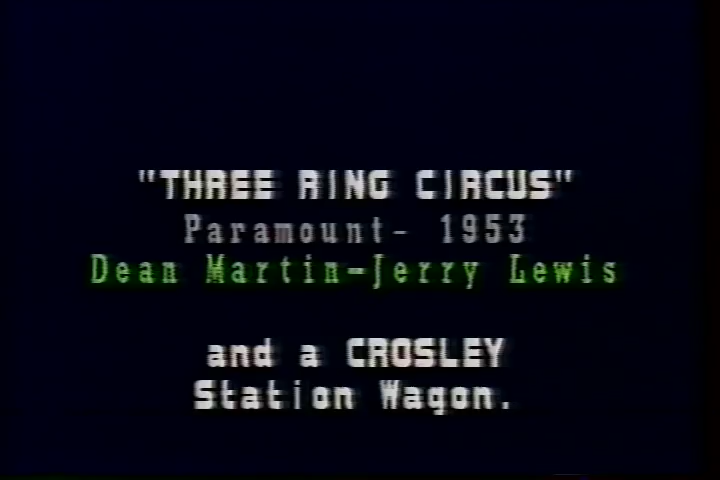 "THREE RING CIRCUS"
Paramount- 1953
Dean Martin-Jerry Lewis
and a CROSLEY
Station Wagon.